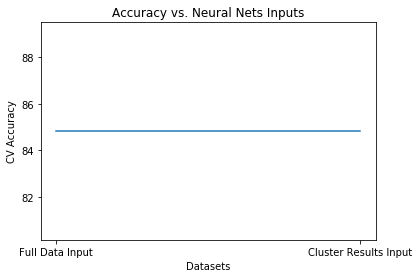 Accuracy vs. Neural Nets Inputs
88
86
84
82
CV Accuracy
Full Data Input
Cluster Results Input
Datasets